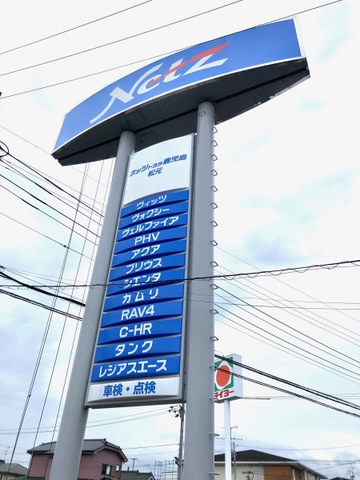 Netz
ネッツトヨタ鹿児島
松元
ヴィッツ
ヴォクシー
ヴェルファイア
PHV
アクア
プリウス
シエンタ
カムリ
RAV4
C-HR
タンク
レジアスエース
車検・点検
タイヨー